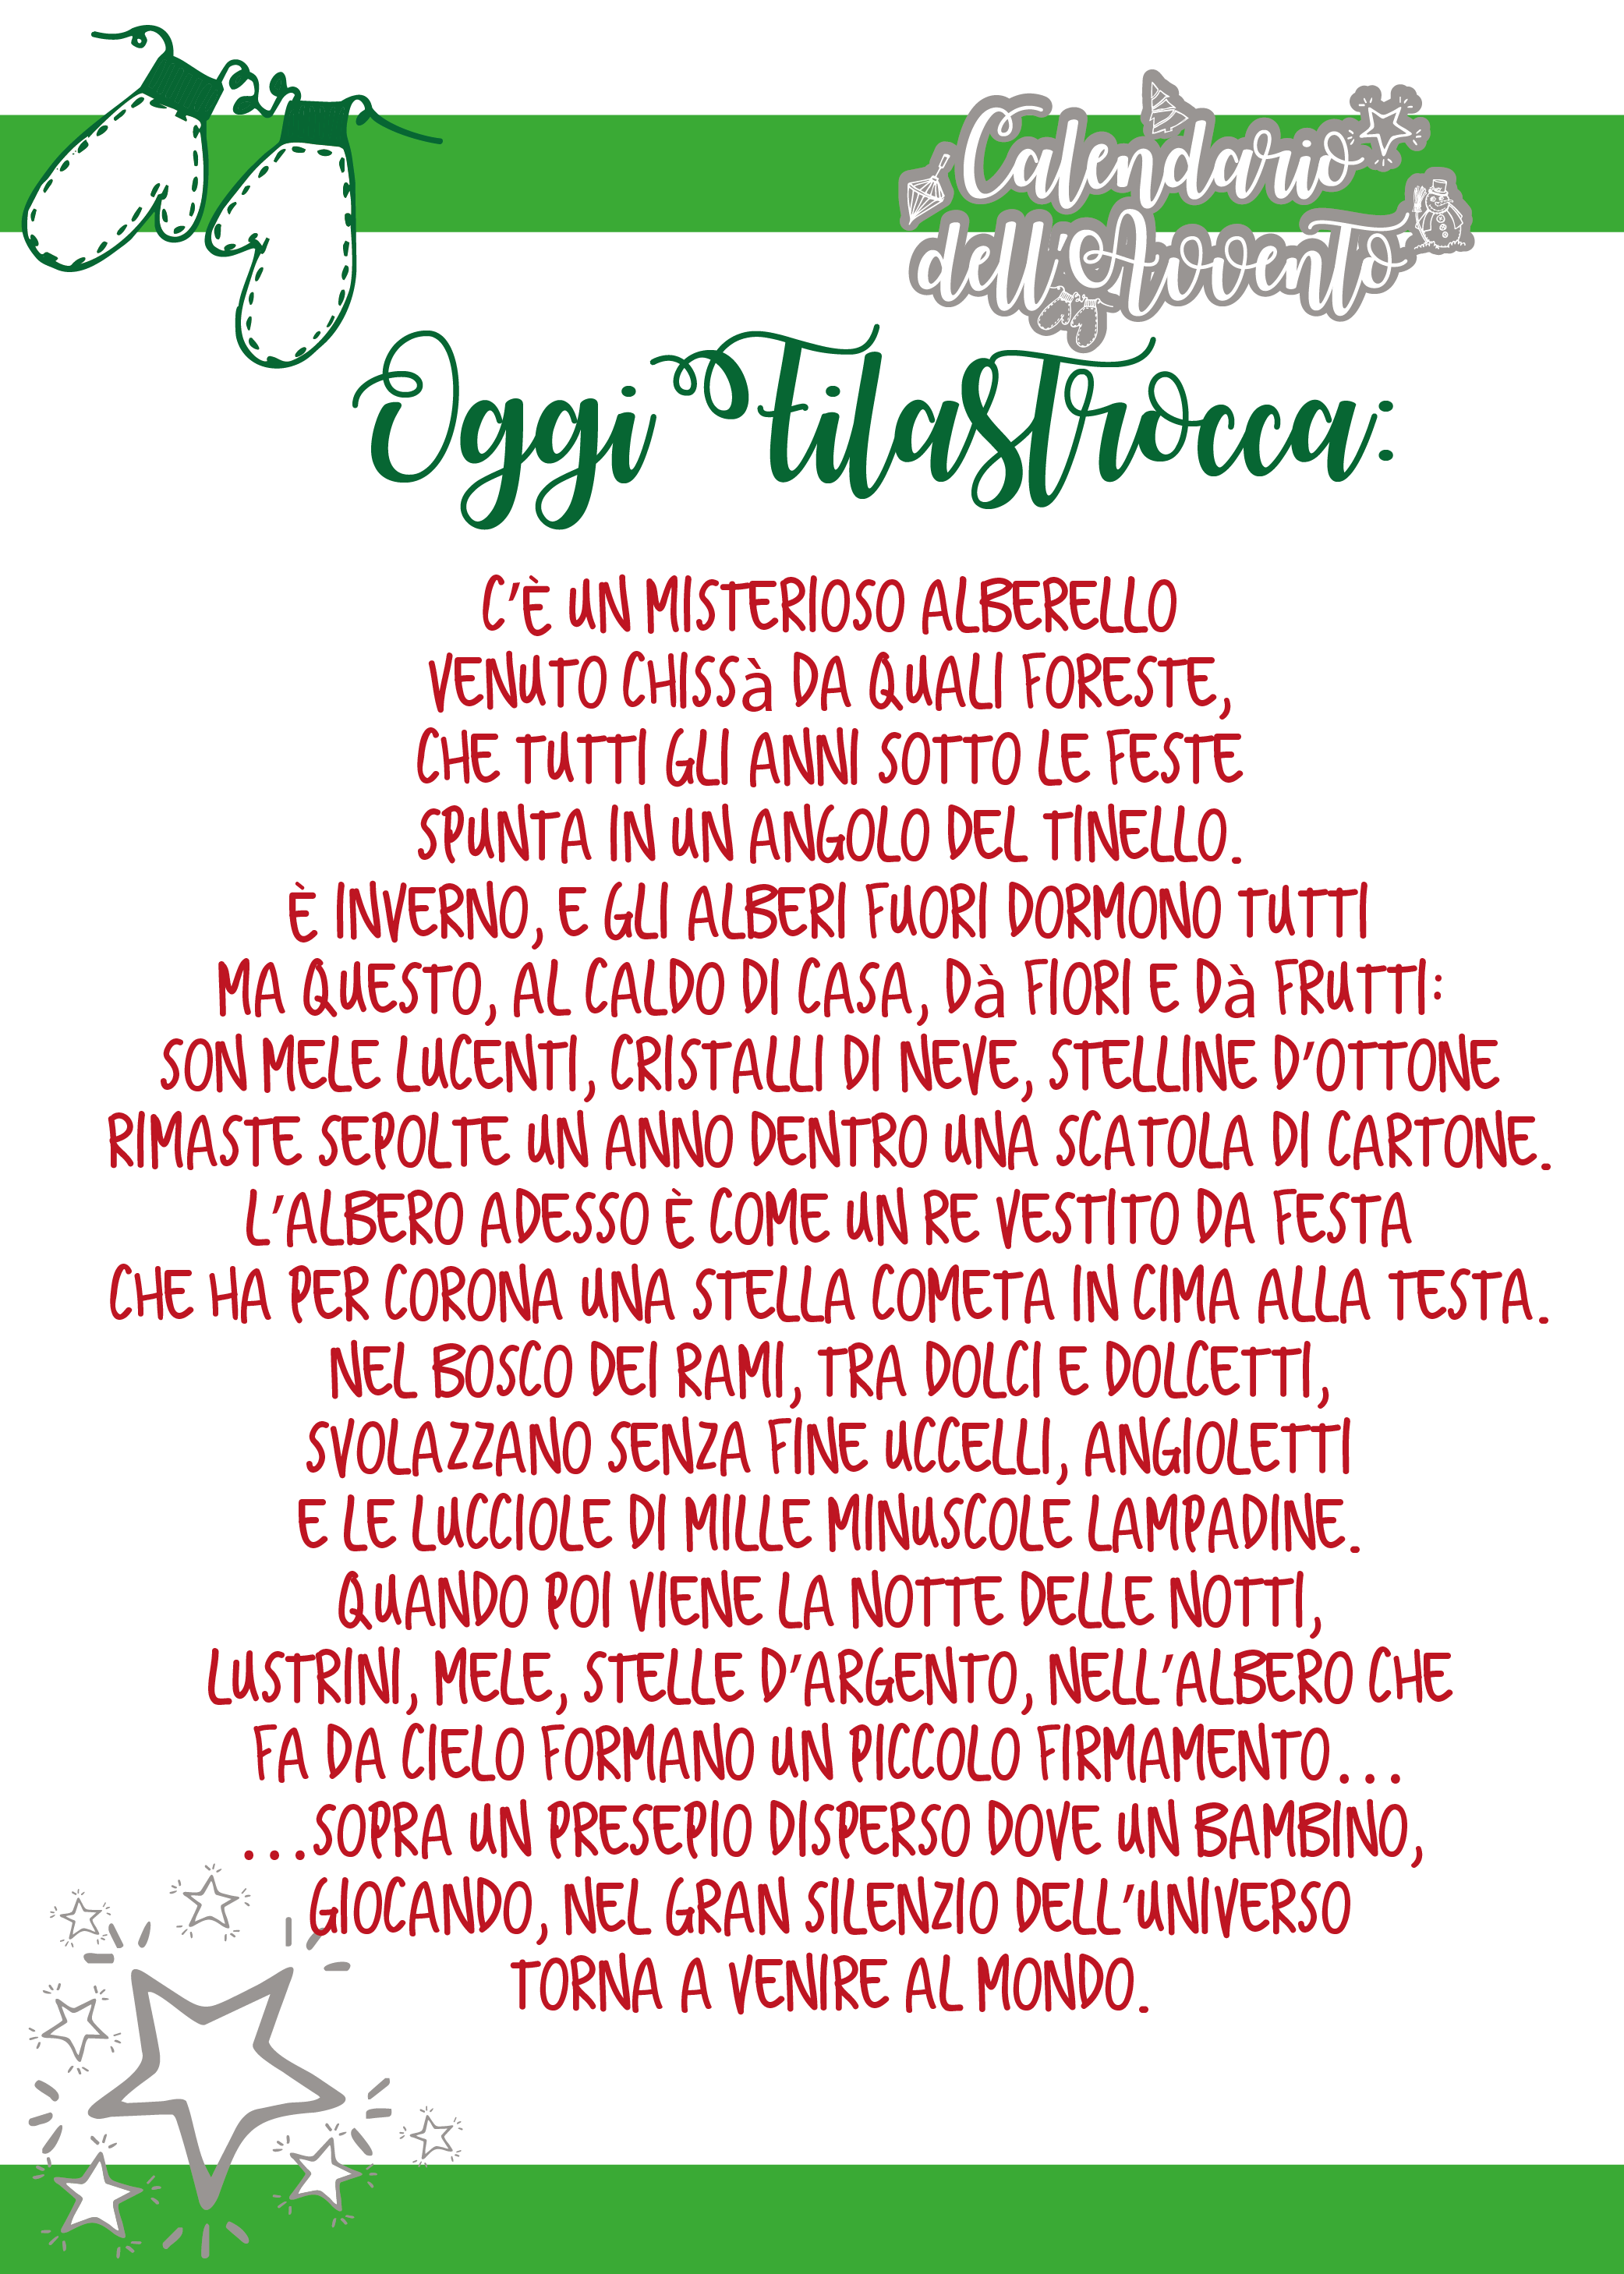 Calendario
dell'Avvento
Oggi Filastrocca:
C'È UN MISTERIOSO ALBERELLO
VENUTO CHISSà DA QUALI FORESTE,
CHE TUTTI GLI ANNI SOTTO LE FESTE
SPUNTA IN UN ANGOLO DEL TINELLO.
È INVERNO, E GLI ALBERI FUORI DORMONO TUTTI
MA QUESTO, AL CALDO DI CASA, Dà FIORI E Dà FRUTTI:
SON MELE LUCENTI, CRISTALLI DI NEVE, STELLINE D'OTTONE
RIMASTE SEPOLTE UN ANNO DENTRO UNA SCATOLA DI CARTONE.
L'ALBERO ADESSO È COME UN RE VESTITO DA FESTA
CHE HA PER CORONA UNA STELLA COMETA IN CIMA ALLA TESTA.
NEL BOSCO DEI RAMI, TRA DOLCI E DOLCETTI,
SVOLAZZANO SENZA FINE UCCELLI, ANGIOLETTI
E LE LUCCIOLE DI MILLE MINUSCOLE LAMPADINE.
QUANDO POI VIENE LA NOTTE DELLE NOTTI,
LUSTRINI, MELE, STELLE D'ARGENTO, NELL'ALBERO CHE
FA DA CIELO FORMANO UN PICCOLO FIRMAMENTO...
...SOPRA UN PRESEPIO DISPERSO DOVE UN BAMBINO,
GIOCANDO, NEL GRAN SILENZIO DELL'UNIVERSO
TORNA A VENIRE AL MONDO.